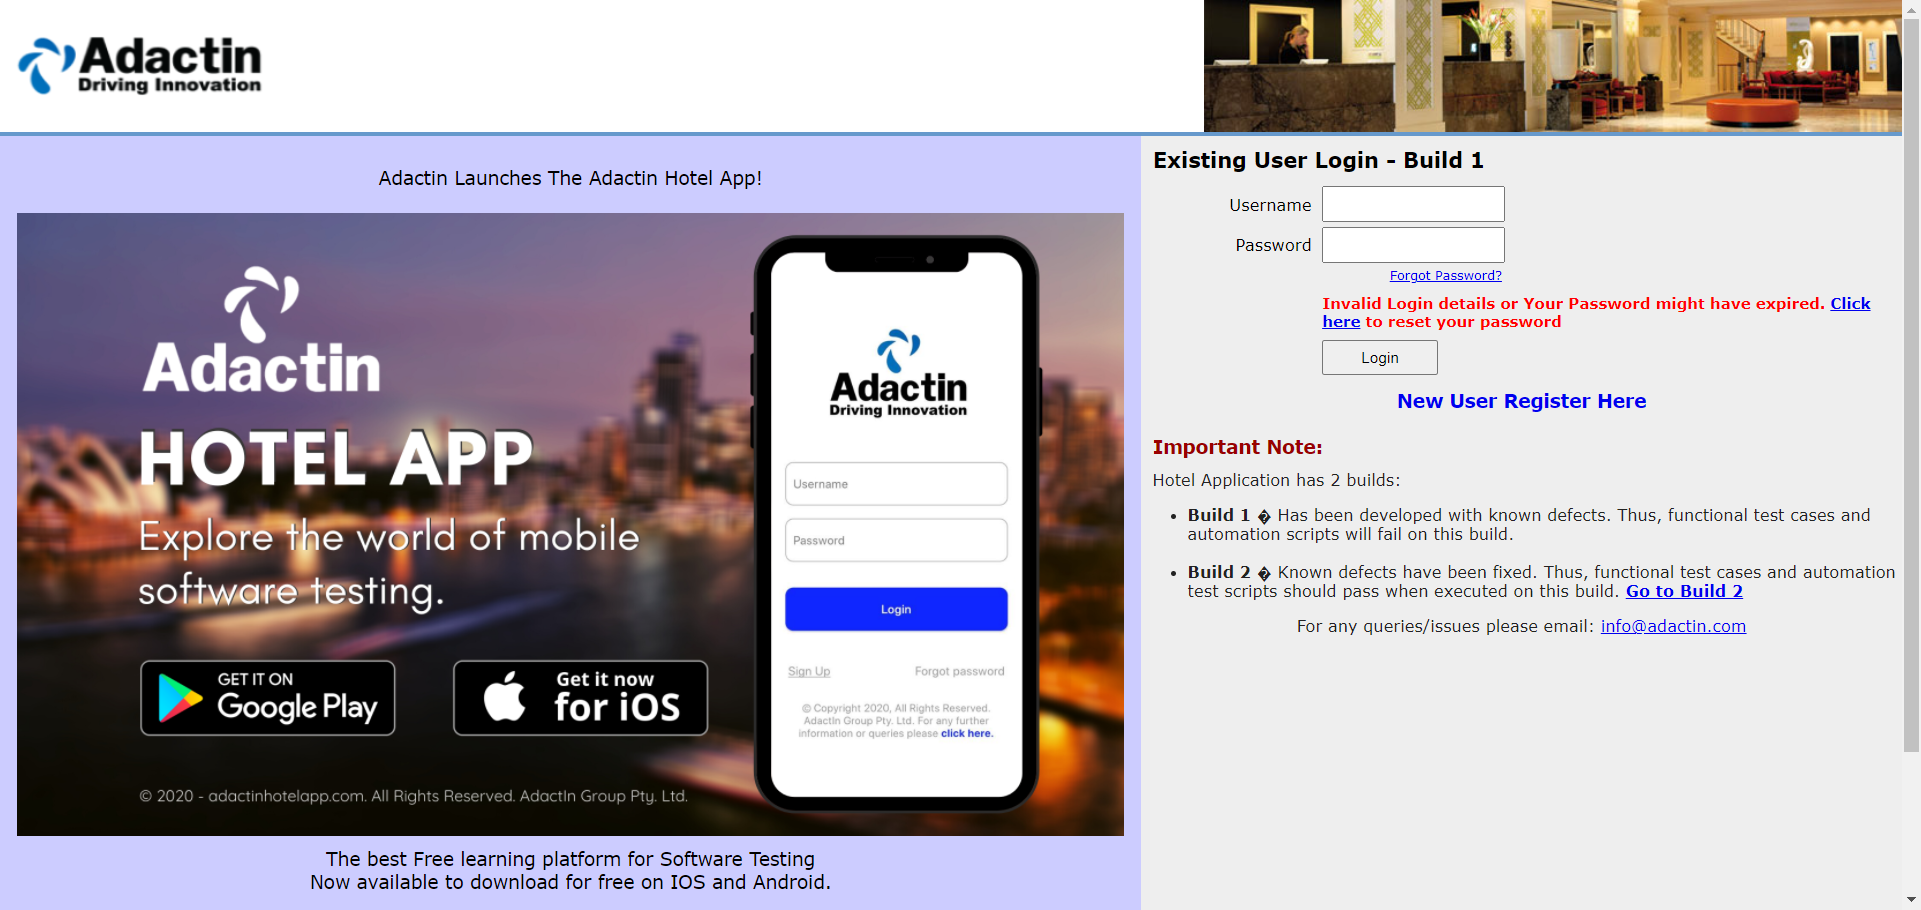 Adactin
Driving Innovation
Adactin Launches The Adactin Hotel App!
Adactin
HOTEL APP
Explore the world of mobile
software testing.
GET IT ON
Google Play
Get it now
for iOS
© 2020 - adactinhotelapp.com. All Rights Reserved. AdactIn Group Pty. Ltd.
Adactin
Driving Innovation
Username
Password
Login
Sign Up Forgot password
© Copyright 2020, All Rights Reserved.
AdactIn Group Pty. Ltd. For any further
information or queries please click here.
The best Free learning platform for Software Testing
Now available to download for free on IOS and Android.
Existing User Login - Build 1
Username
Password
Forgot Password?
Invalid Login details or Your Password might have expired. Click
here to reset your password
Login
New User Register Here
Important Note:
Hotel Application has 2 builds:
• Build 1 � Has been developed with known defects. Thus, functional test cases and
automation scripts will fail on this build.
• Build 2 � Known defects have been fixed. Thus, functional test cases and automation
test scripts should pass when executed on this build. Go to Build 2
For any queries/issues please email: info@adactin.com